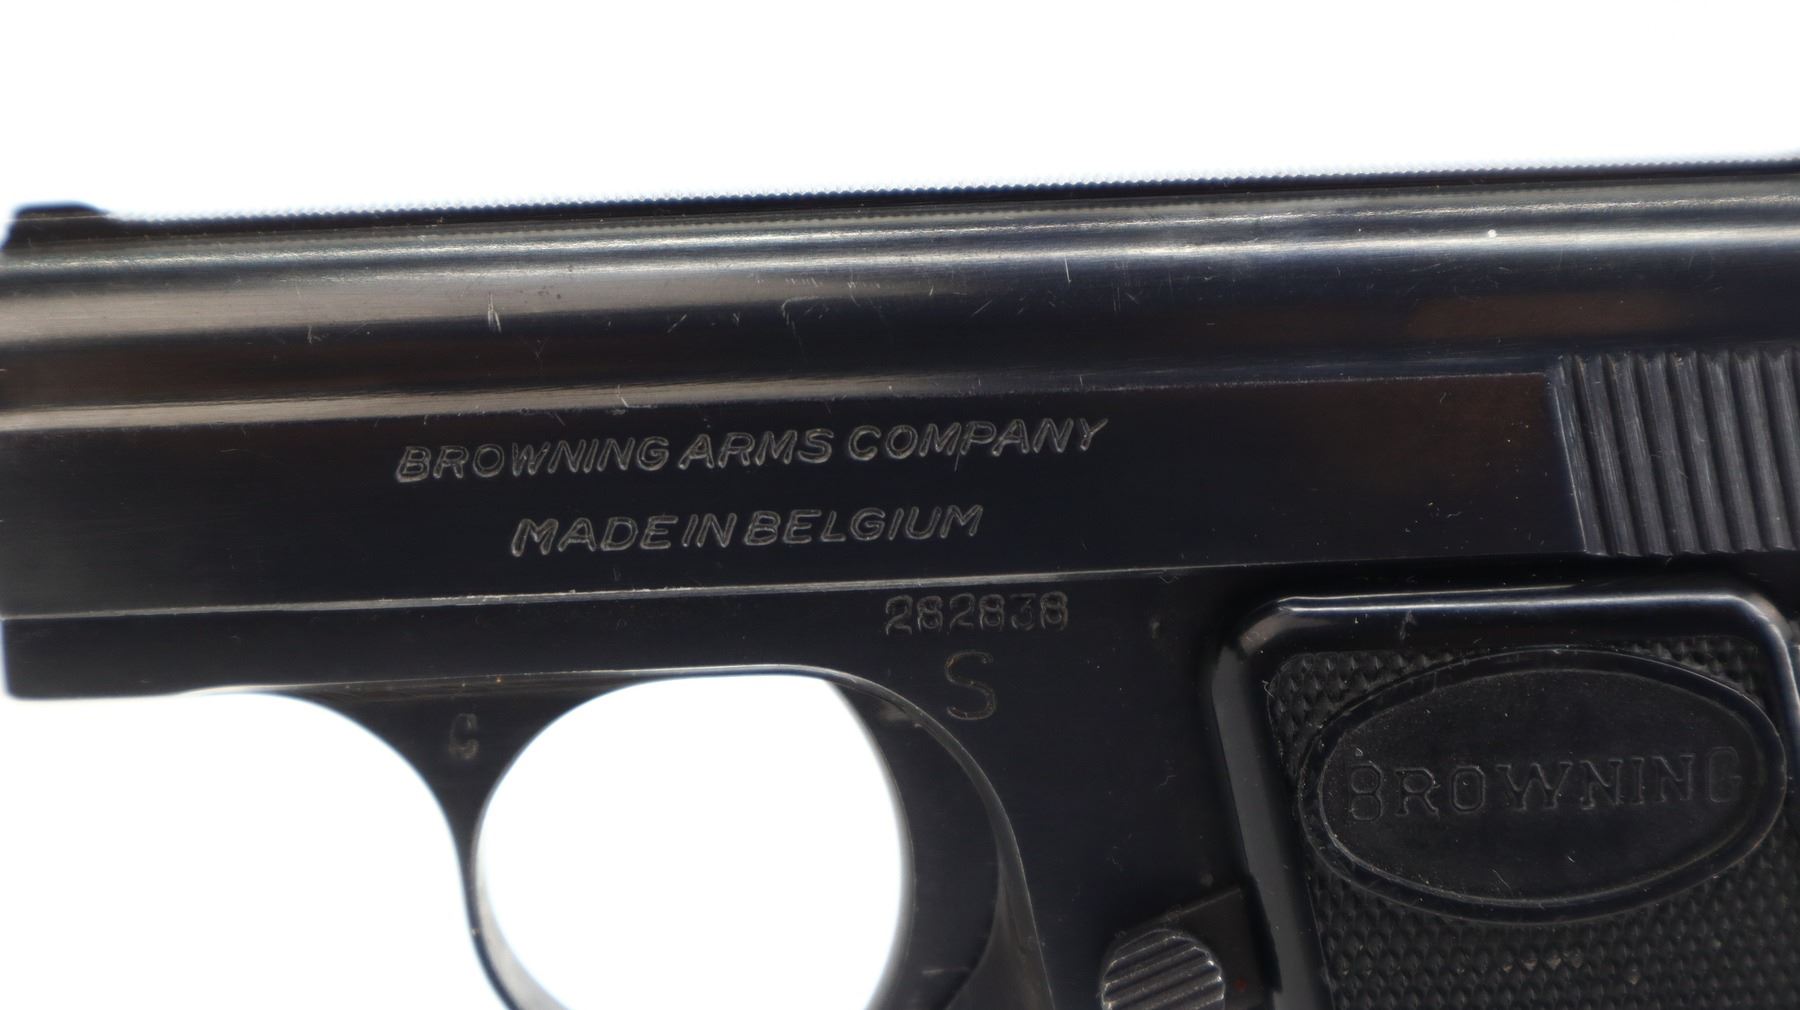 BROWNING ARMS COMPANY
MADE IN BELGIUM
282838
S
C
BROWNING